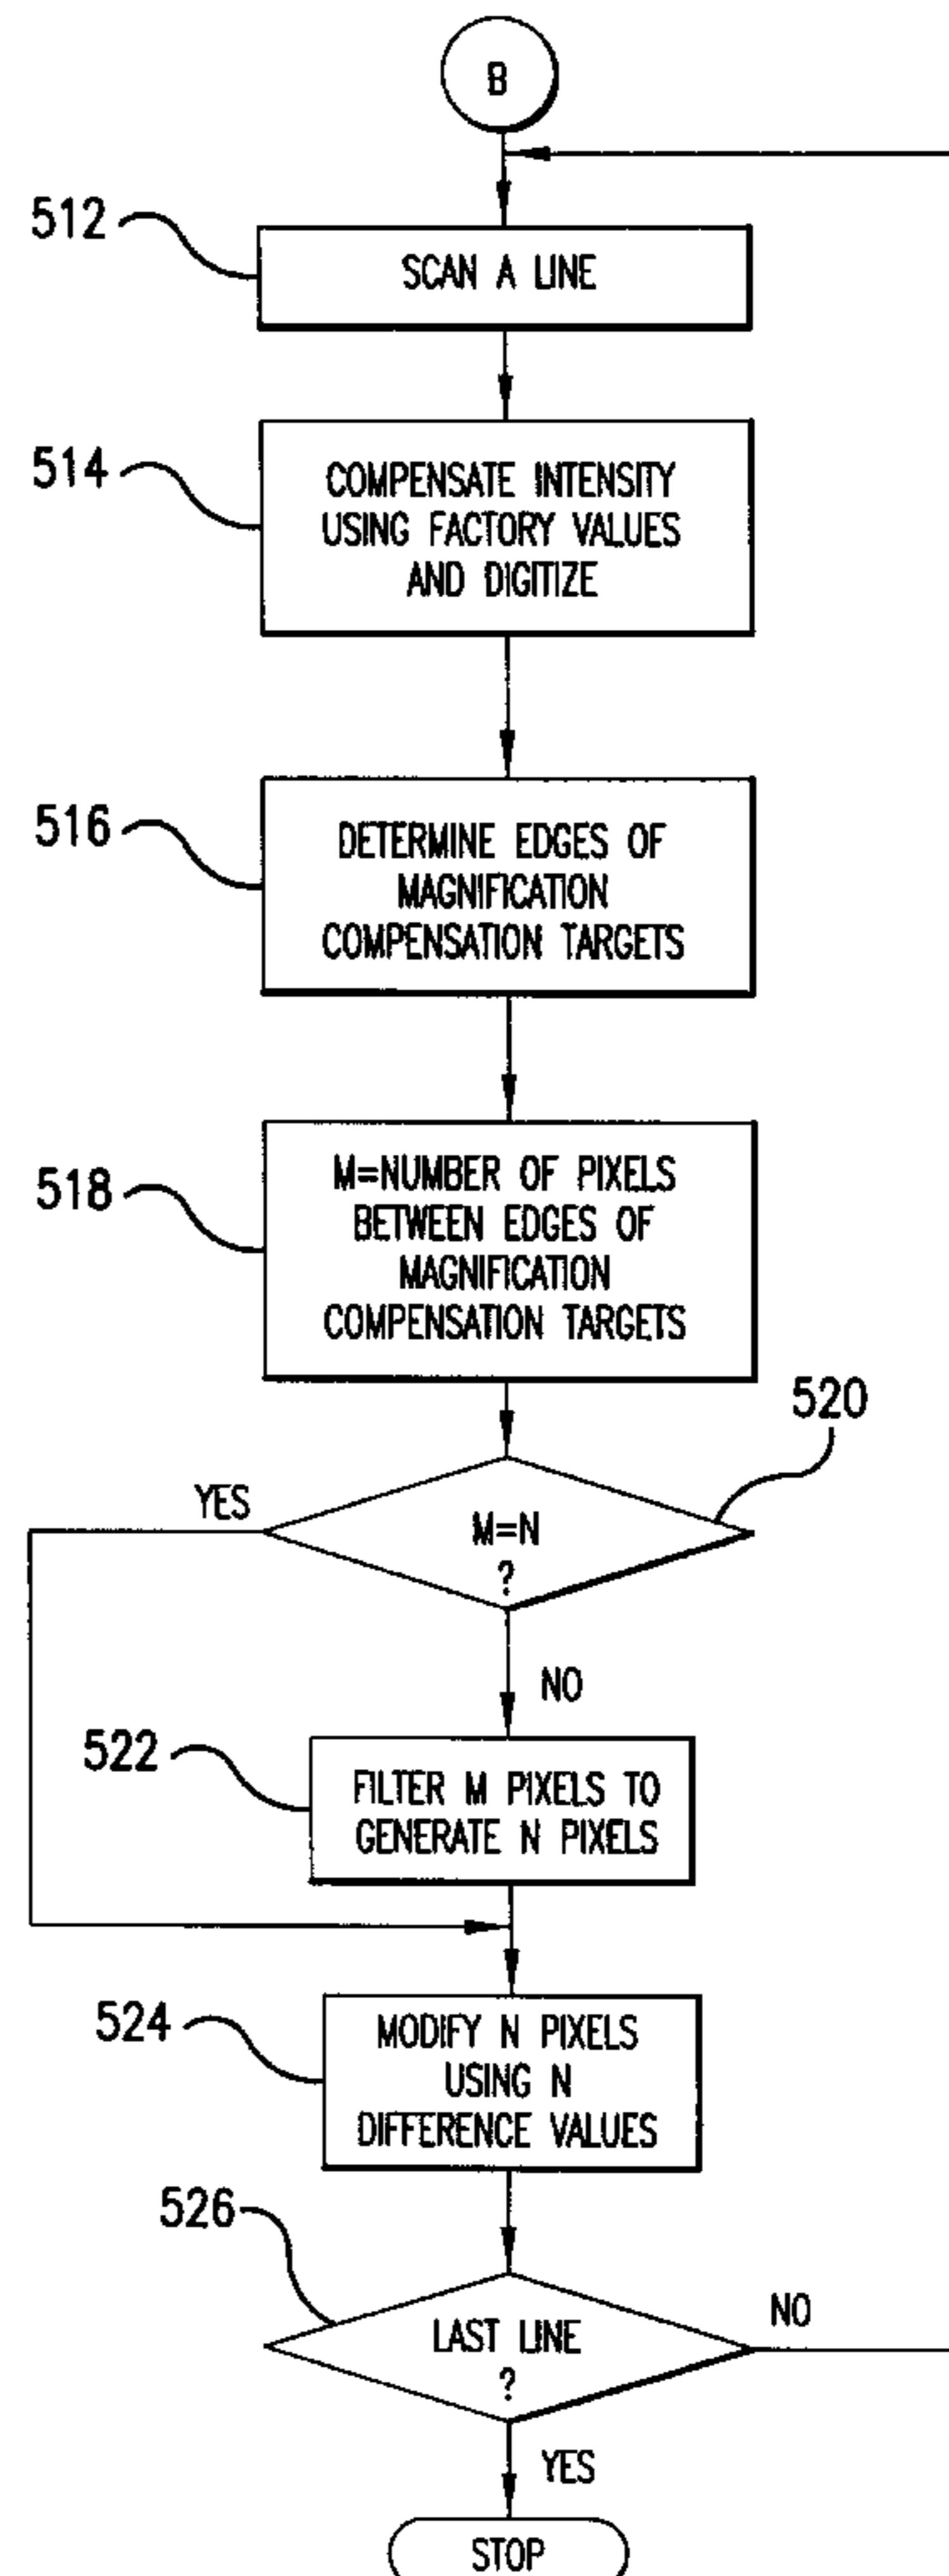 B
512
SCAN A LINE
514
COMPENSATE INTENSITY
USING FACTORY VALUES
AND DIGITIZE
516
DETERMINE EDGES OF
MAGNIFICATION
COMPENSATION TARGETS
518
M=NUMBER OF PIXELS
BETWEEN EDGES OF
MAGNIFICATION
COMPENSATION TARGETS
520
YES
M=N
?
NO
522
FILTER M PIXELS TO
GENERATE N PIXELS
524
MODIFY N PIXELS
USING N
DIFFERENCE VALUES
526
LAST LINE
?
NO
YES
STOP